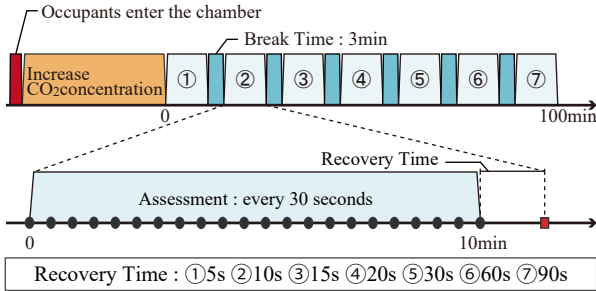 Occupants enter the chamber
Break Time : 3min
Increase
CO₂concentration
① ② ③ ④ ⑤ ⑥ ⑦
0 100min
Recovery Time
Assessment : every 30 seconds
0 10min
Recovery Time : ①5s ②10s ③15s ④20s ⑤30s ⑥60s ⑦90s